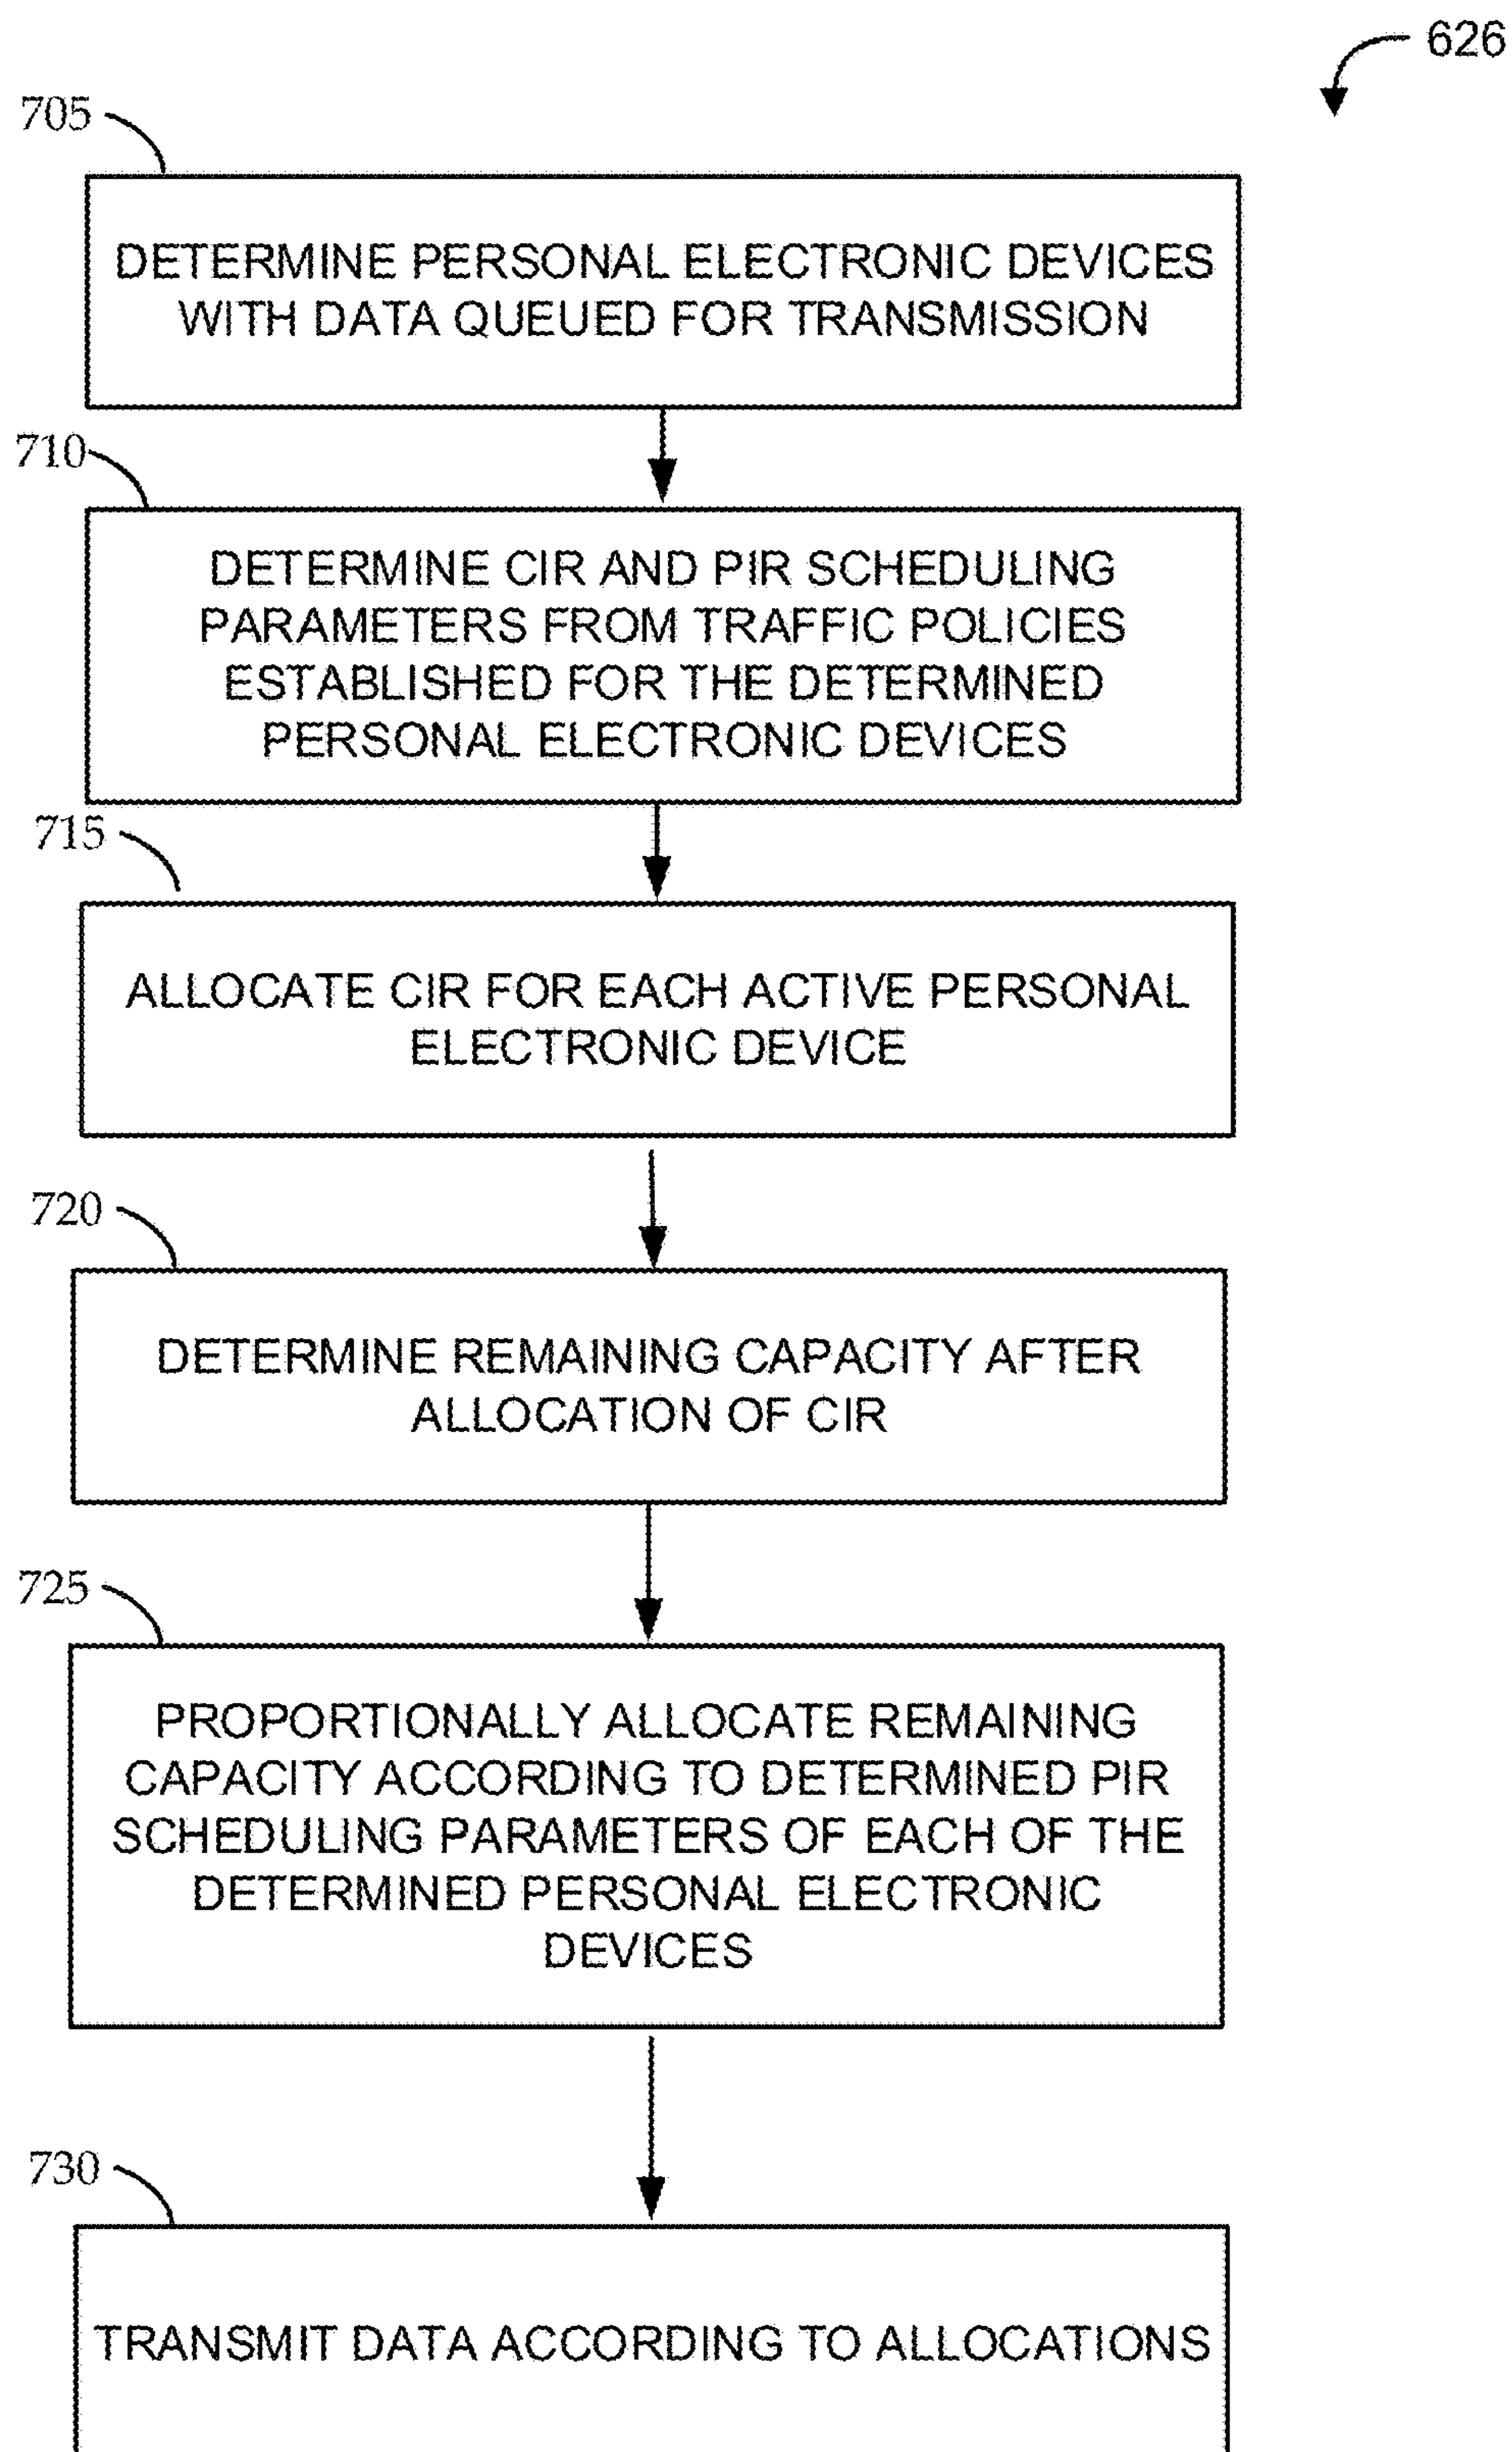 626
705
DETERMINE PERSONAL ELECTRONIC DEVICES
WITH DATA QUEUED FOR TRANSMISSION
710
DETERMINE CIR AND PIR SCHEDULING
PARAMETERS FROM TRAFFIC POLICIES
ESTABLISHED FOR THE DETERMINED
PERSONAL ELECTRONIC DEVICES
715
ALLOCATE CIR FOR EACH ACTIVE PERSONAL
ELECTRONIC DEVICE
720
DETERMINE REMAINING CAPACITY AFTER
ALLOCATION OF CIR
725
PROPORTIONALLY ALLOCATE REMAINING
CAPACITY ACCORDING TO DETERMINED PIR
SCHEDULING PARAMETERS OF EACH OF THE
DETERMINED PERSONAL ELECTRONIC
DEVICES
730
TRANSMIT DATA ACCORDING TO ALLOCATIONS